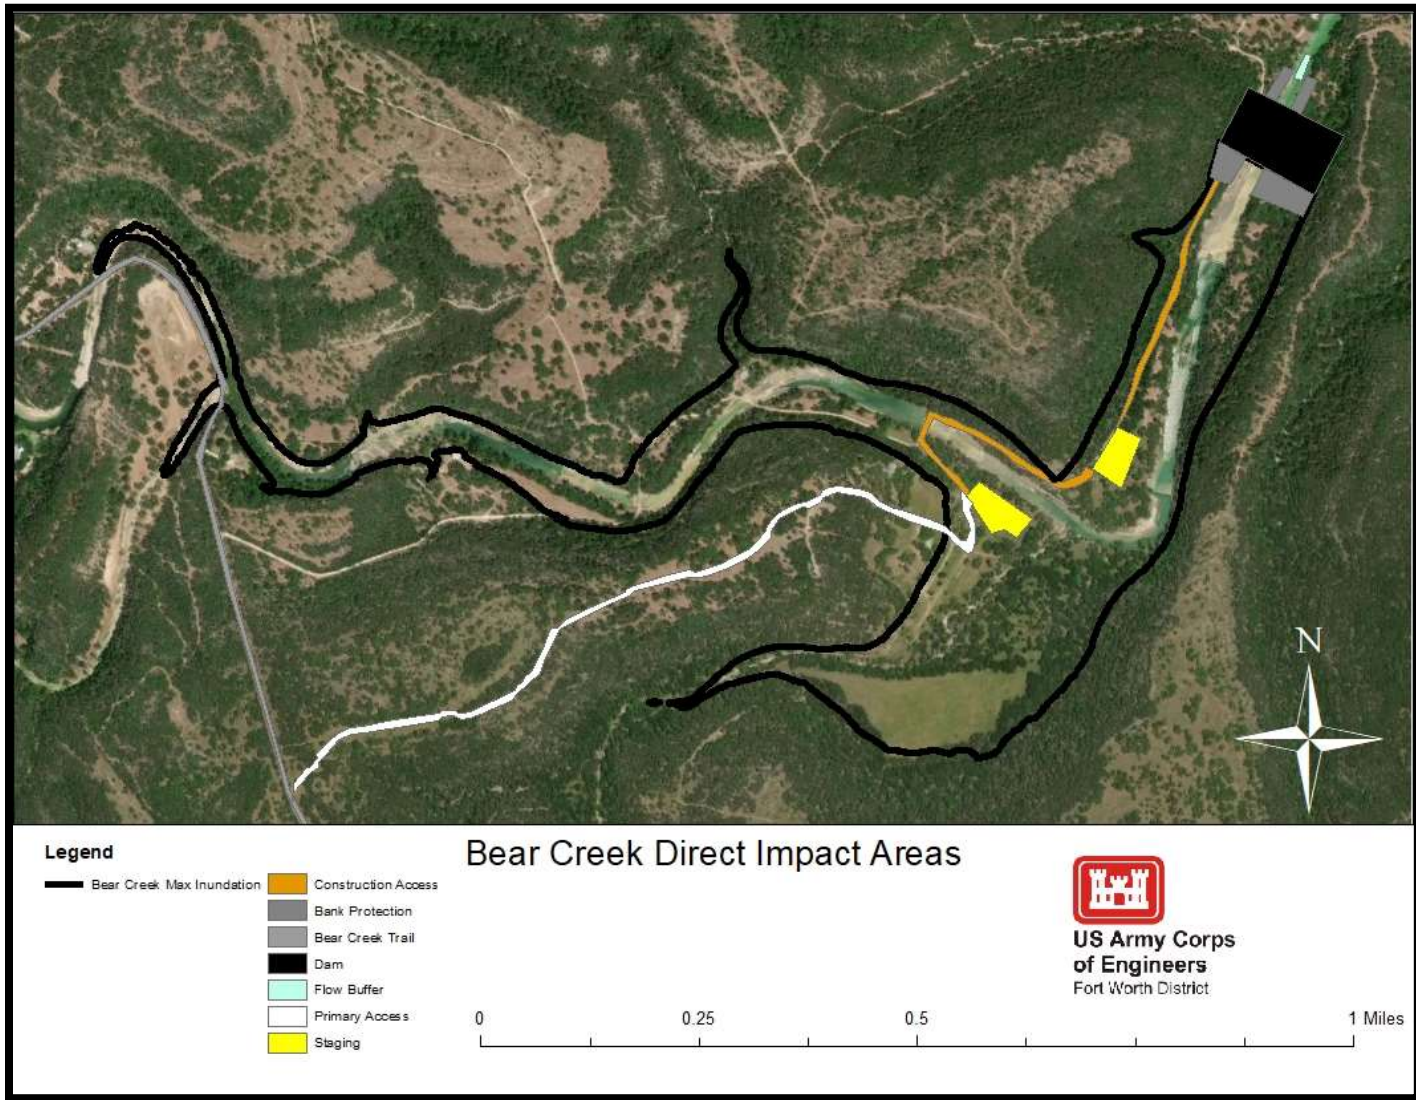 N
Bear Creek Direct Impact Areas
Legend
Bear Creek Max Inundation
Construction Access
Bank Protection
Bear Creek Trail
Dam
Flow Buffer
Primary Access
Staging
US Army Corps
of Engineers
Fort Worth District
0 0.25 0.5 1 Miles